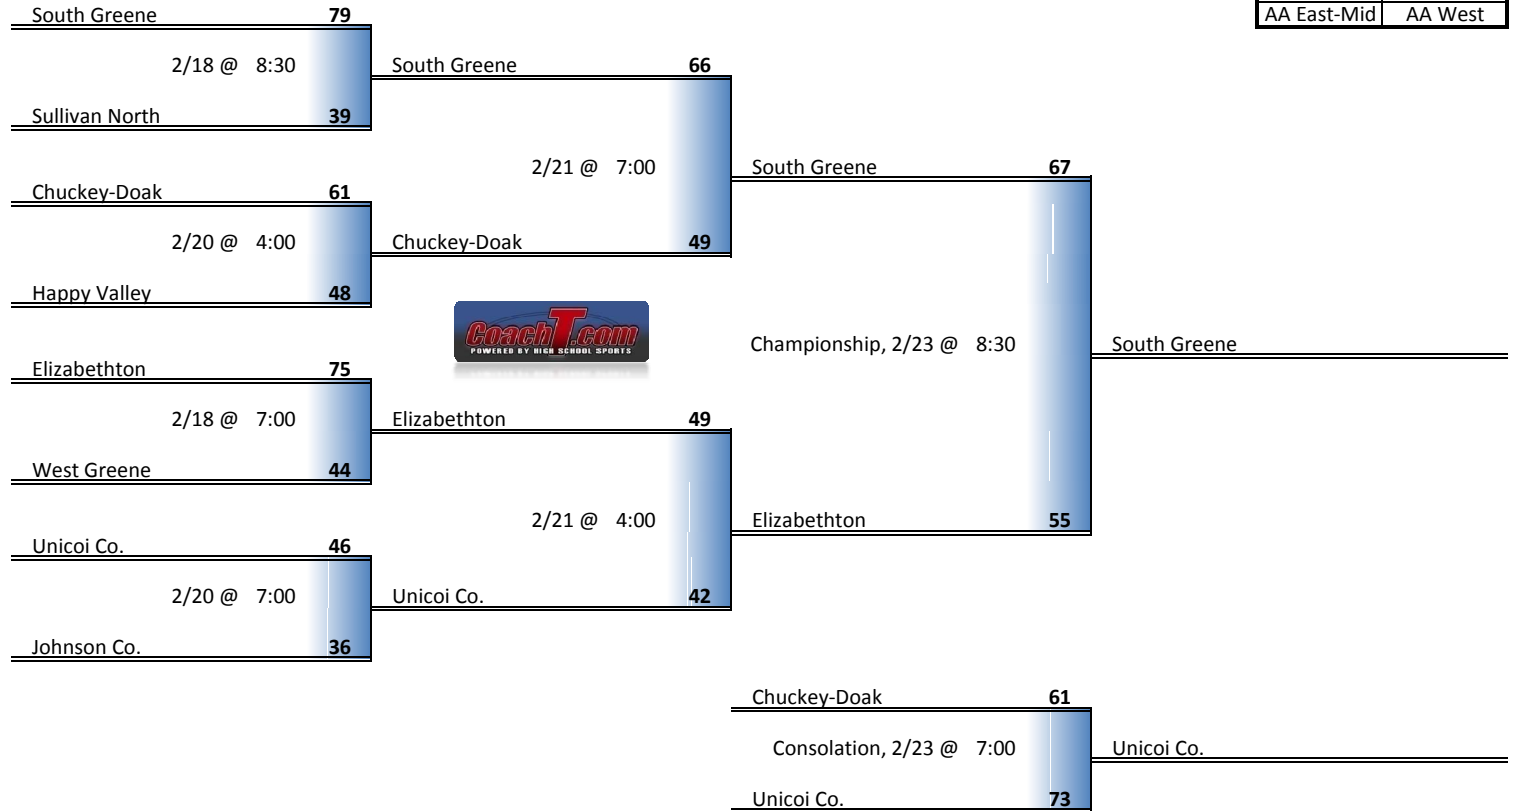 South Greene 79
AA East-Mid AA West
2/18 @ 8:30
South Greene 66
Sullivan North 39
2/21 @ 7:00
South Greene 67
Chuckey-Doak 61
2/20 @ 4:00
Chuckey-Doak 49
Happy Valley 48
CoachT.com
POWERED BY HIGH SCHOOL SPORTS
Championship, 2/23 @ 8:30
South Greene
Elizabethton 75
2/18 @ 7:00
Elizabethton 49
West Greene 44
2/21 @ 4:00
Elizabethton 55
Unicoi Co. 46
2/20 @ 7:00
Unicoi Co. 42
Johnson Co. 36
Chuckey-Doak 61
Consolation, 2/23 @ 7:00
Unicoi Co.
Unicoi Co. 73